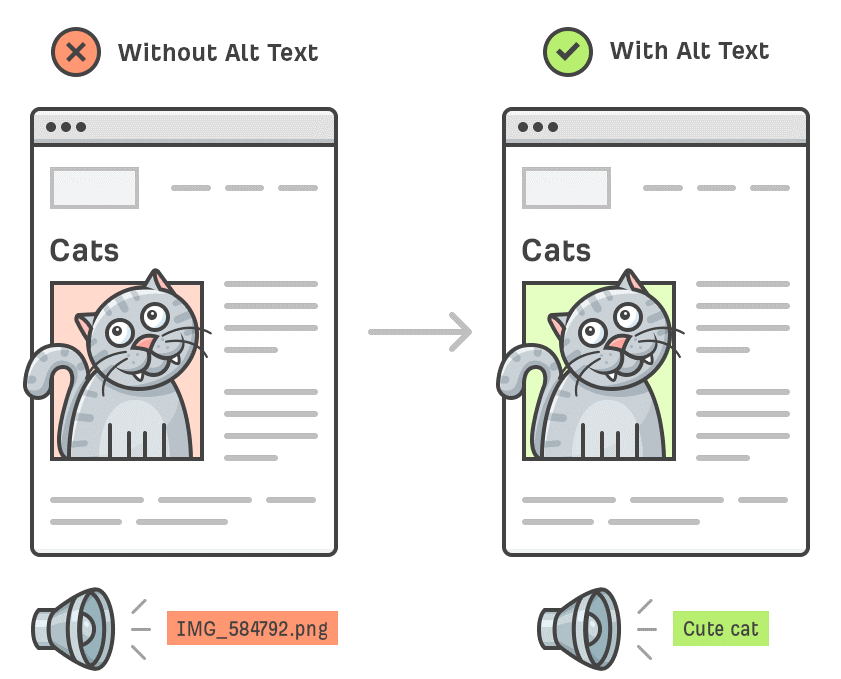 Without Alt Text
With Alt Text
Cats
Cats
IMG_584792.png
Cute cat